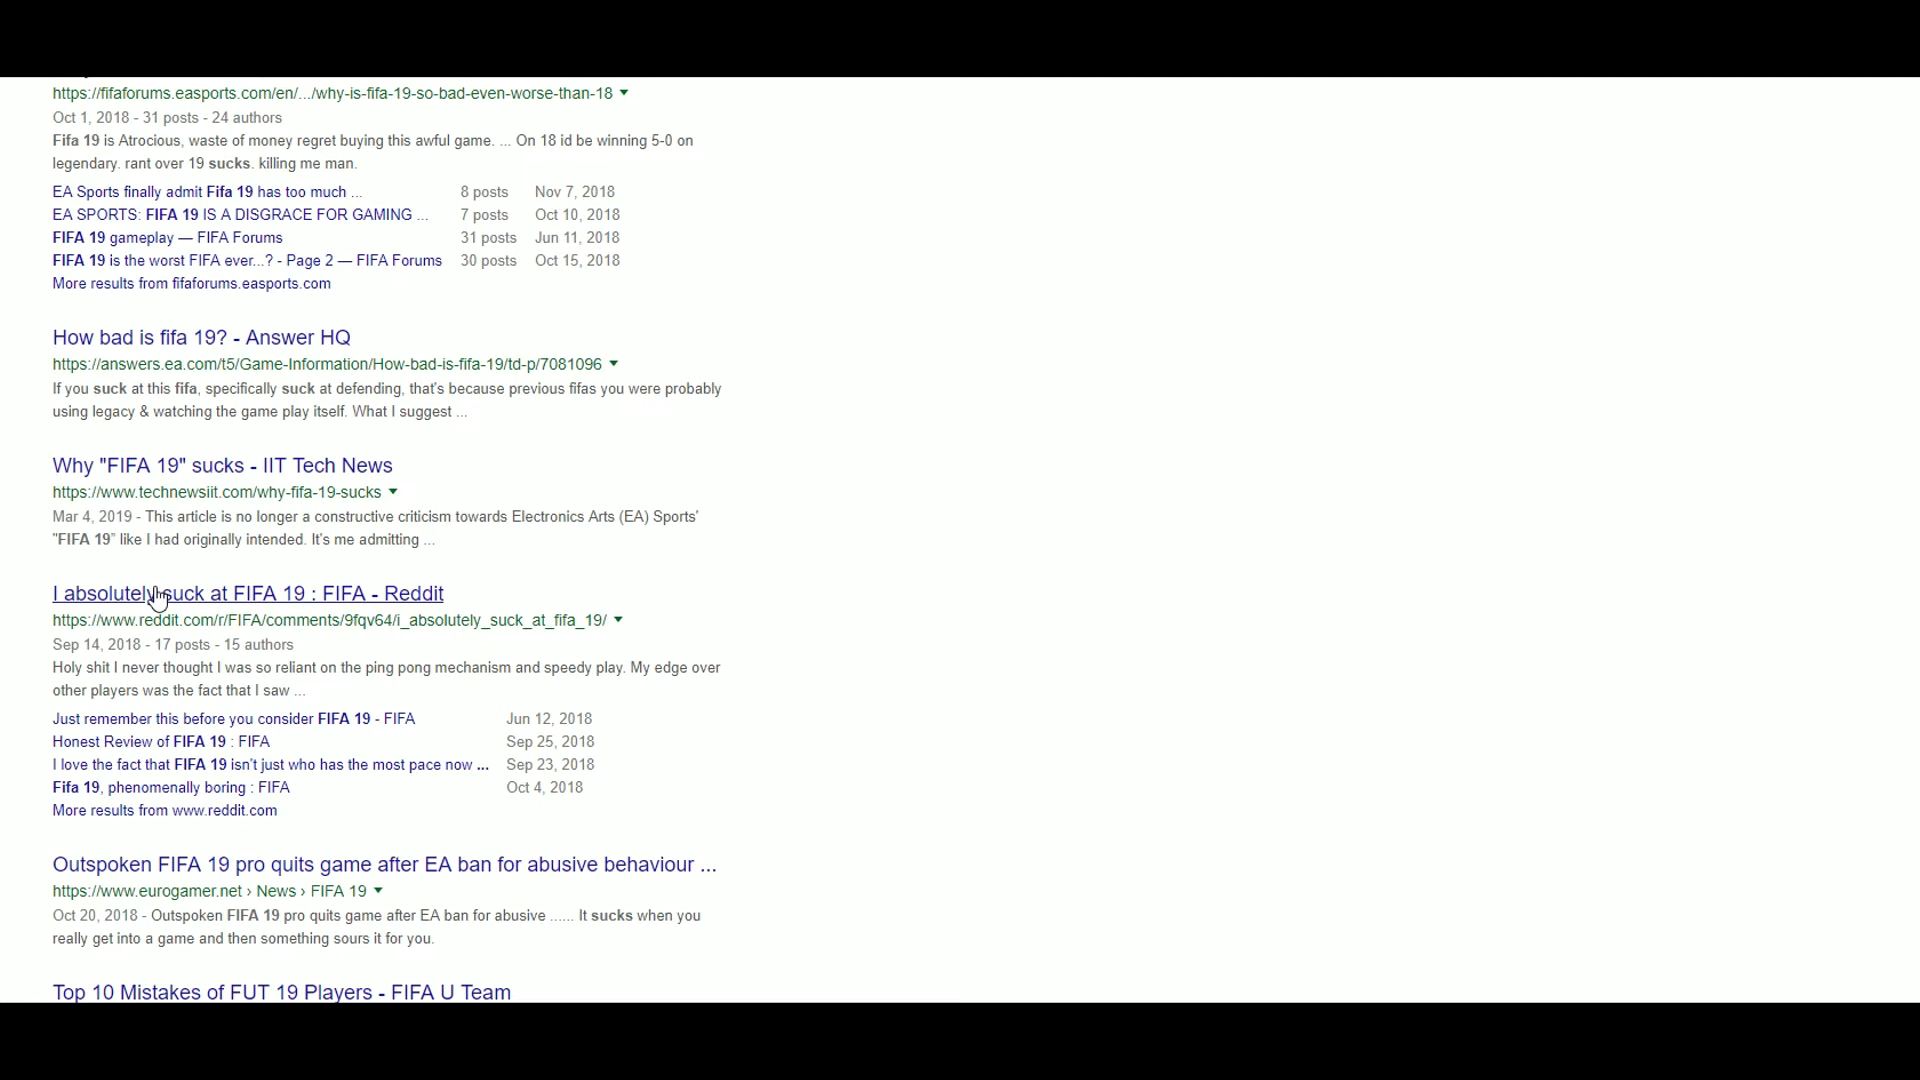 https://fifaforums.easports.com/en/.../why-is-fifa-19-so-bad-even-worse-than-18
Oct 1, 2018 - 31 posts - 24 authors
Fifa 19 is Atrocious, waste of money regret buying this awful game. ... On 18 id be winning 5-0 on
legendary. rant over 19 sucks. killing me man.
EA Sports finally admit Fifa 19 has too much ... 8 posts Nov 7, 2018
EA SPORTS: FIFA 19 IS A DISGRACE FOR GAMING ... 7 posts Oct 10, 2018
FIFA 19 gameplay — FIFA Forums 31 posts Jun 11, 2018
FIFA 19 is the worst FIFA ever...? - Page 2 — FIFA Forums 30 posts Oct 15, 2018
More results from fifaforums.easports.com
How bad is fifa 19? - Answer HQ
https://answers.ea.com/t5/Game-Information/How-bad-is-fifa-19/td-p/7081096
If you suck at this fifa, specifically suck at defending, that's because previous fifas you were probably
using legacy & watching the game play itself. What I suggest ...
Why "FIFA 19" sucks - IIT Tech News
https://www.technewsiit.com/why-fifa-19-sucks
Mar 4, 2019 - This article is no longer a constructive criticism towards Electronics Arts (EA) Sports'
"FIFA 19" like I had originally intended. It's me admitting ...
I absolutely suck at FIFA 19 : FIFA - Reddit
https://www.reddit.com/r/FIFA/comments/9fqv64/i_absolutely_suck_at_fifa_19/
Sep 14, 2018 - 17 posts - 15 authors
Holy shit I never thought I was so reliant on the ping pong mechanism and speedy play. My edge over
other players was the fact that I saw ...
Just remember this before you consider FIFA 19 - FIFA Jun 12, 2018
Honest Review of FIFA 19 : FIFA Sep 25, 2018
I love the fact that FIFA 19 isn't just who has the most pace now ... Sep 23, 2018
Fifa 19, phenomenally boring : FIFA Oct 4, 2018
More results from www.reddit.com
Outspoken FIFA 19 pro quits game after EA ban for abusive behaviour ...
https://www.eurogamer.net › News › FIFA 19
Oct 20, 2018 - Outspoken FIFA 19 pro quits game after EA ban for abusive ...... It sucks when you
really get into a game and then something sours it for you.
Top 10 Mistakes of FUT 19 Players - FIFA U Team